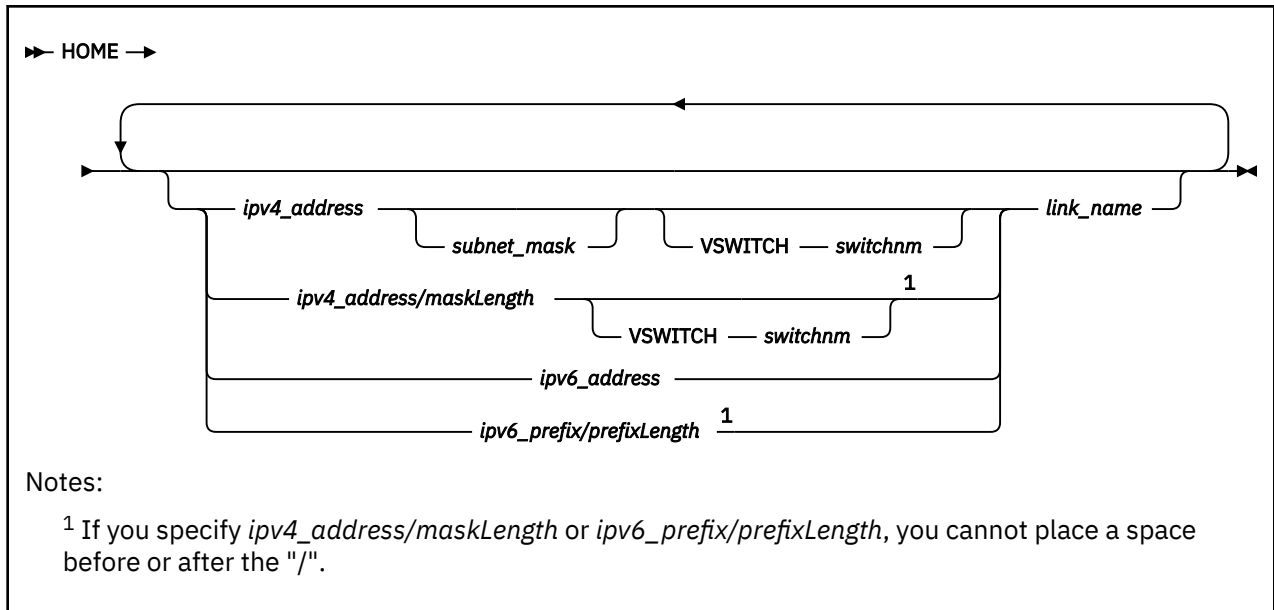 HOME
ipv4_address link_name
subnet_mask VSWITCH switchnm
1
ipv4_address/maskLength
VSWITCH switchnm
ipv6_address
1
ipv6_prefix/prefixLength
Notes:
1 If you specify ipv4_address/maskLength or ipv6_prefix/prefixLength, you cannot place a space
before or after the "/".